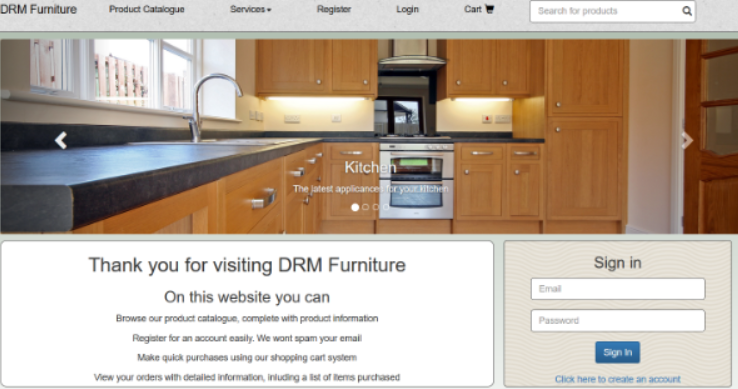 DRM Furniture Product Catalogue Services Register Login Cart Search for products
Kitchen
The latest applicances for your kitchen
Thank you for visiting DRM Furniture
On this website you can
Browse our product catalogue, complete with product information
Register for an account easily. We wont spam your email
Make quick purchases using our shopping cart system
View your orders with detailed information, inluding a list of items purchased
Sign in
Email
Password
Sign In
Click here to create an account